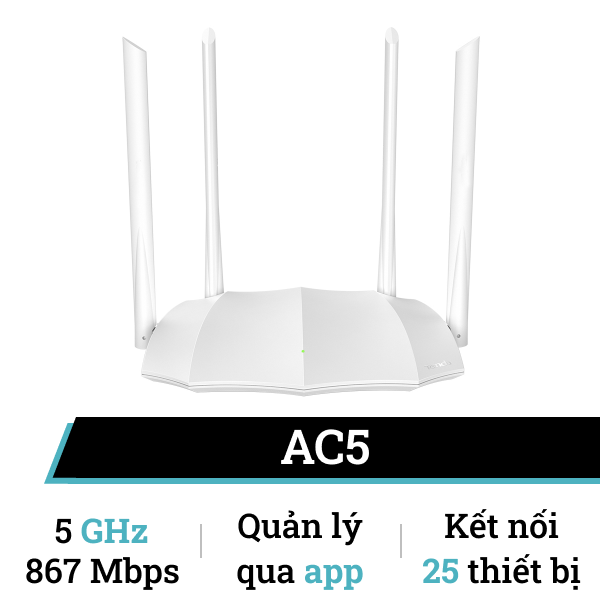 AC5
5 GHz
867 Mbps
Quản lý
qua app
Kết nối
25 thiết bị